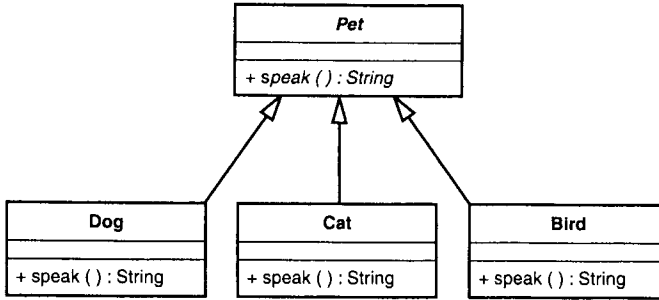 Pet
+ speak ( ) : String
Dog
+ speak ( ) : String
Cat
+ speak ( ) : String
Bird
+ speak ( ) : String